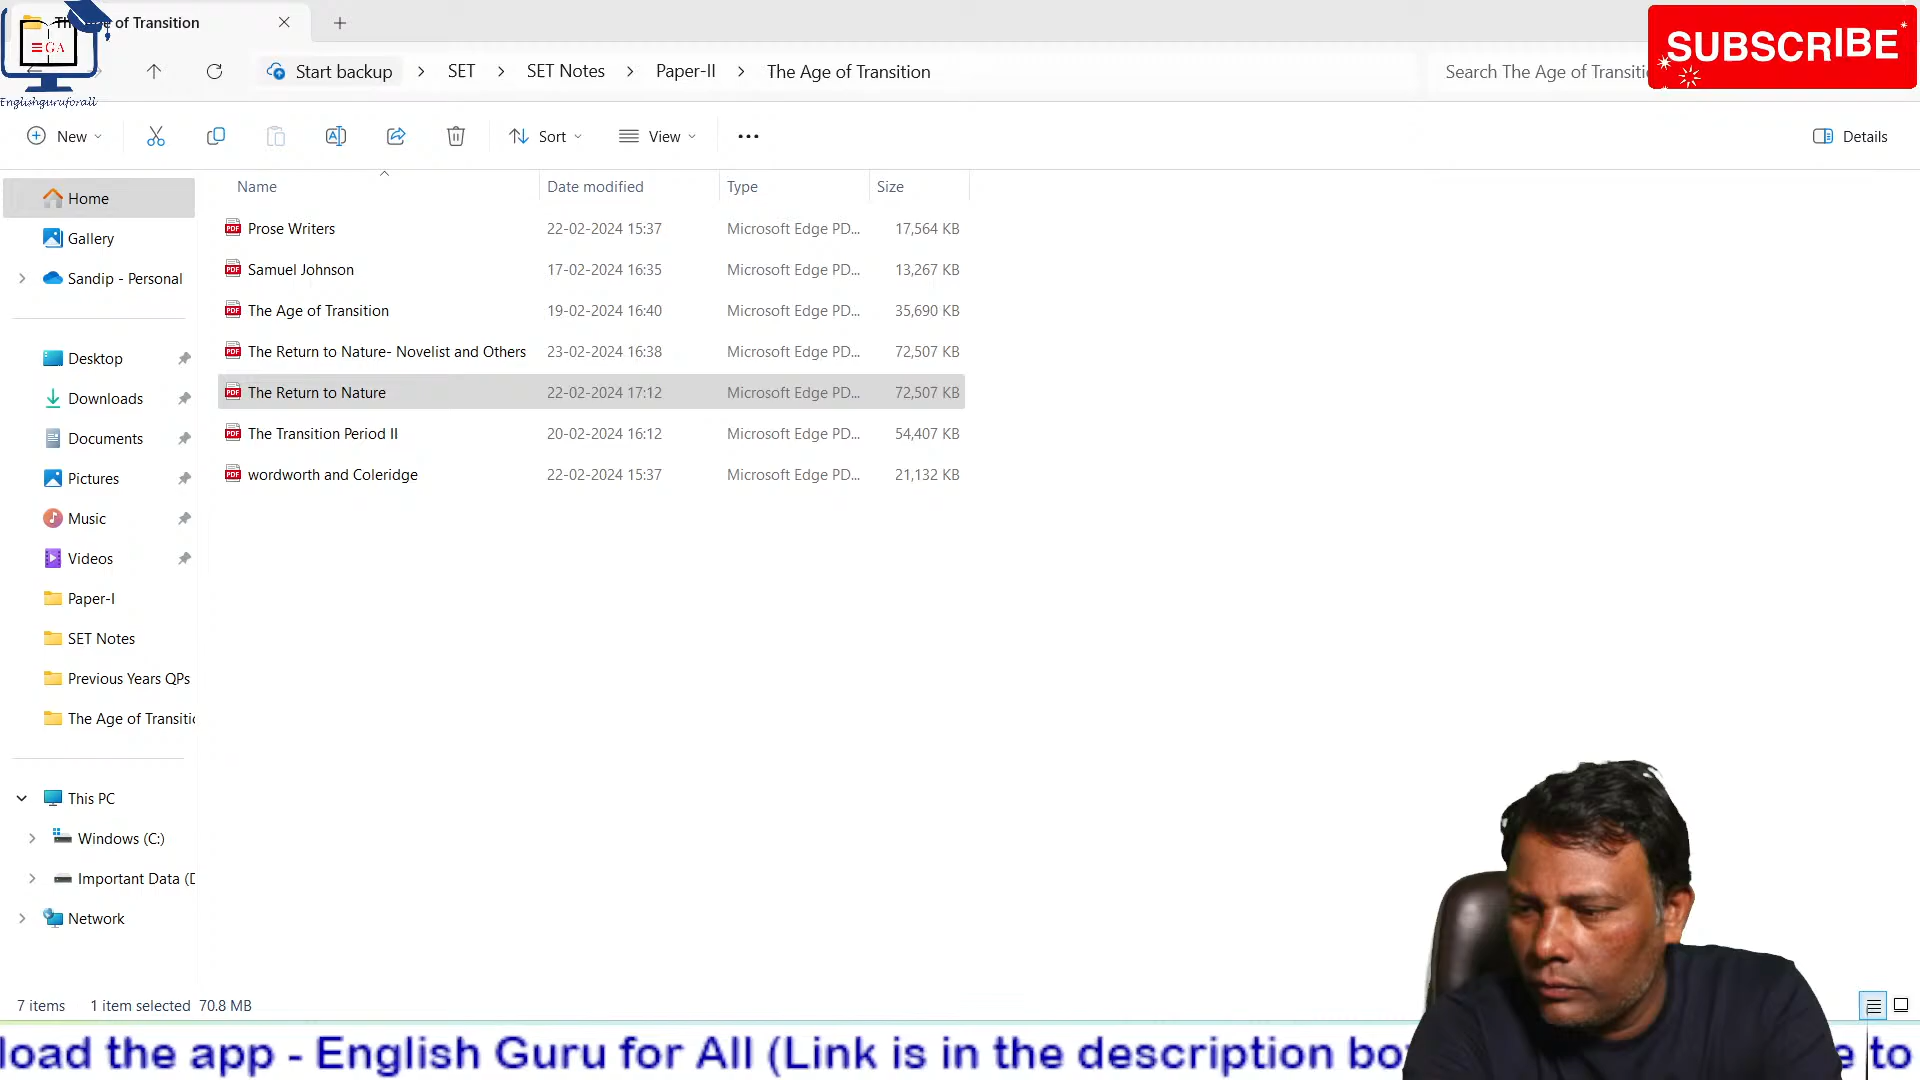 of Transition
EGA
Englishguruforall
Start backup > SET > SET Notes > Paper-II > The Age of Transition
Search The Age of Transiti
SUBSCRIBE
New
Sort
View
Details
Name Date modified Type Size
Prose Writers 22-02-2024 15:37 Microsoft Edge PD... 17,564 KB
Samuel Johnson 17-02-2024 16:35 Microsoft Edge PD... 13,267 KB
The Age of Transition 19-02-2024 16:40 Microsoft Edge PD... 35,690 KB
The Return to Nature- Novelist and Others 23-02-2024 16:38 Microsoft Edge PD... 72,507 KB
The Return to Nature 22-02-2024 17:12 Microsoft Edge PD... 72,507 KB
The Transition Period II 20-02-2024 16:12 Microsoft Edge PD... 54,407 KB
wordworth and Coleridge 22-02-2024 15:37 Microsoft Edge PD... 21,132 KB
Home
Gallery
Sandip - Personal
Desktop
Downloads
Documents
Pictures
Music
Videos
Paper-I
SET Notes
Previous Years QPs
The Age of Transitic
This PC
Windows (C:)
Important Data (D
Network
7 items 1 item selected 70.8 MB
load the app - English Guru for All (Link is in the description bo e to